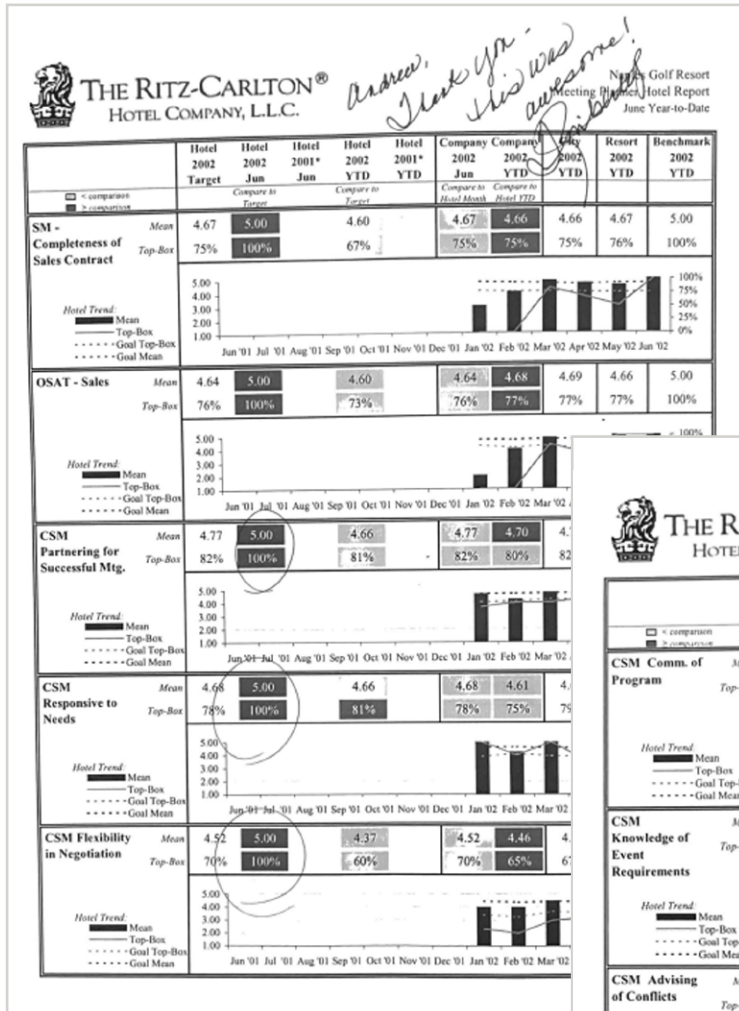 Andrew,
Thank you -
this was
awesome!
THE RITZ-CARLTON®
HOTEL COMPANY, L.L.C.
Naples Golf Resort
Meeting Planner Hotel Report
June Year-to-Date
Hotel Hotel Hotel Hotel Hotel Company Company City Resort Benchmark
2002 2002 2001* 2002 2001* 2002 2002 2002 2002 2002
Target Jun Jun YTD YTD Jun YTD YTD YTD YTD
Compare to Compare to Compare to Compare to
Target Target Hotel Month Hotel YTD
< comparison
≥ comparison
SM - Mean 4.67 5.00 4.60 4.67 4.66 4.66 4.67 5.00
Completeness of
Sales Contract Top-Box 75% 100% 67% 75% 75% 75% 76% 100%
Hotel Trend:
Mean
Top-Box
Goal Top-Box
Goal Mean
5.00 100%
4.00 75%
3.00 50%
2.00 25%
1.00 0%
Jun '01 Jul '01 Aug '01 Sep '01 Oct '01 Nov '01 Dec '01 Jan '02 Feb '02 Mar '02 Apr '02 May '02 Jun '02
OSAT - Sales Mean 4.64 5.00 4.60 4.64 4.68 4.69 4.66 5.00
Top-Box 76% 100% 73% 76% 77% 77% 77% 100%
Hotel Trend:
Mean
Top-Box
Goal Top-Box
Goal Mean
5.00 100%
4.00
3.00
2.00
1.00
Jun '01 Jul '01 Aug '01 Sep '01 Oct '01 Nov '01 Dec '01 Jan '02 Feb '02 Mar '02
CSM Mean 4.77 5.00 4.66 4.77 4.70
Partnering for
Successful Mtg. Top-Box 82% 100% 81% 82% 80% 82
Hotel Trend:
Mean
Top-Box
Goal Top-Box
Goal Mean
5.00
4.00
3.00
2.00
1.00
Jun '01 Jul '01 Aug '01 Sep '01 Oct '01 Nov '01 Dec '01 Jan '02 Feb '02 Mar '02
CSM Mean 4.68 5.00 4.66 4.68 4.61
Responsive to
Needs Top-Box 78% 100% 81% 78% 75% 79
Hotel Trend:
Mean
Top-Box
Goal Top-Box
Goal Mean
5.00
4.00
3.00
2.00
1.00
Jun '01 Jul '01 Aug '01 Sep '01 Oct '01 Nov '01 Dec '01 Jan '02 Feb '02 Mar '02
CSM Flexibility Mean 4.52 5.00 4.37 4.52 4.46
in Negotiation Top-Box 70% 100% 60% 70% 65% 67
Hotel Trend:
Mean
Top-Box
Goal Top-Box
Goal Mean
5.00
4.00
3.00
2.00
1.00
Jun '01 Jul '01 Aug '01 Sep '01 Oct '01 Nov '01 Dec '01 Jan '02 Feb '02 Mar '02
THE R
HOTEL
< comparison
≥ comparison
CSM Comm. of M
Program Top-
Hotel Trend:
Mean
Top-Box
Goal Top-
Goal Mean
CSM M
Knowledge of
Event Top-
Requirements
Hotel Trend:
Mean
Top-Box
Goal Top
Goal Mea
CSM Advising M
of Conflicts Top-